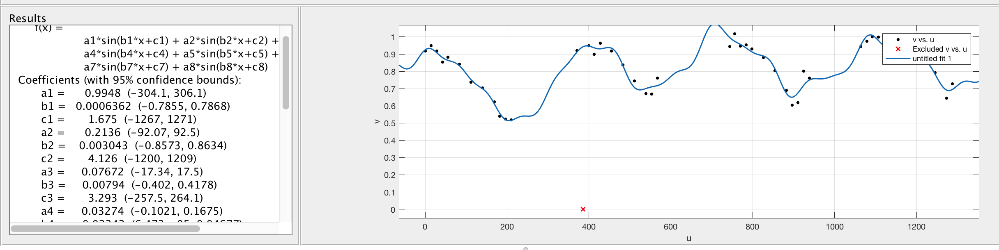 Results
f(x) =
a1*sin(b1*x+c1) + a2*sin(b2*x+c2) +
a4*sin(b4*x+c4) + a5*sin(b5*x+c5) +
a7*sin(b7*x+c7) + a8*sin(b8*x+c8)
Coefficients (with 95% confidence bounds):
a1 = 0.9948 (-304.1, 306.1)
b1 = 0.0006362 (-0.7855, 0.7868)
c1 = 1.675 (-1267, 1271)
a2 = 0.2136 (-92.07, 92.5)
b2 = 0.003043 (-0.8573, 0.8634)
c2 = 4.126 (-1200, 1209)
a3 = 0.07672 (-17.34, 17.5)
b3 = 0.00794 (-0.402, 0.4178)
c3 = 3.293 (-257.5, 264.1)
a4 = 0.03274 (-0.1021, 0.1675)
v vs. u
Excluded v vs. u
untitled fit 1
1
0.9
0.8
0.7
0.6
0.5
0.4
0.3
0.2
0.1
0
v
0 200 400 600 800 1000 1200
u